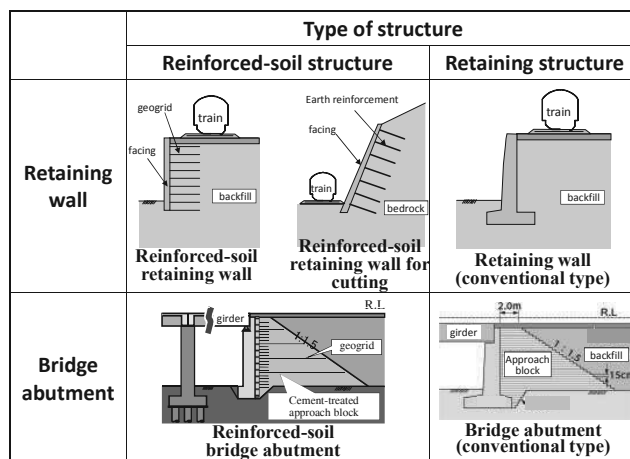 Type of structure
Reinforced-soil structure
Retaining structure
Retaining
wall
geogrid
train
facing
backfill
Reinforced-soil
retaining wall
Earth reinforcement
facing
train
bedrock
Reinforced-soil
retaining wall for
cutting
train
backfill
Retaining wall
(conventional type)
Bridge
abutment
R.L
girder
1:1.5
geogrid
Cement-treated
approach block
Reinforced-soil
bridge abutment
2.0m
R.L
girder
1 : 1.5
backfill
Approach
block
15cm
Bridge abutment
(conventional type)